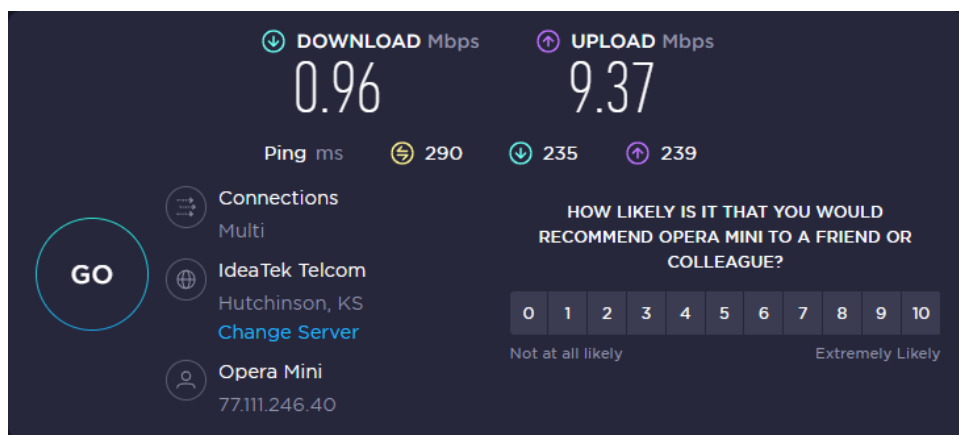 DOWNLOAD Mbps
0.96
UPLOAD Mbps
9.37
Ping ms 290 235 239
GO
Connections
Multi
IdeaTek Telcom
Hutchinson, KS
Change Server
Opera Mini
77.111.246.40
HOW LIKELY IS IT THAT YOU WOULD
RECOMMEND OPERA MINI TO A FRIEND OR
COLLEAGUE?
0 1 2 3 4 5 6 7 8 9 10
Not at all likely Extremely Likely